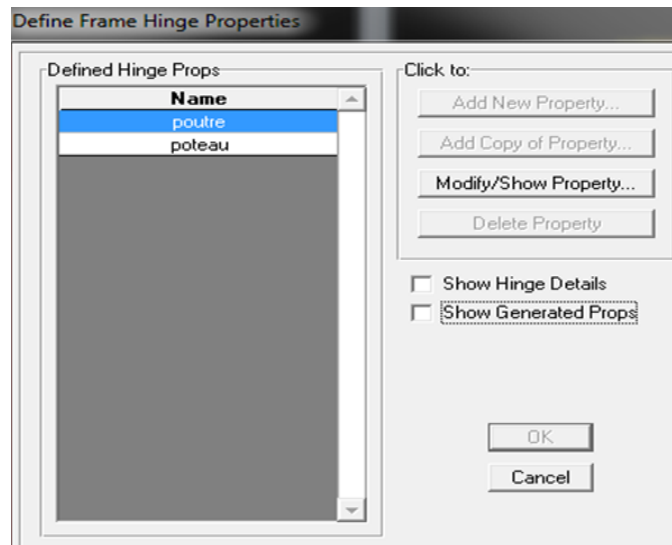 Define Frame Hinge Properties
Defined Hinge Props
Name
poutre
poteau
Click to:
Add New Property...
Add Copy of Property...
Modify/Show Property...
Delete Property
Show Hinge Details
Show Generated Props
OK
Cancel